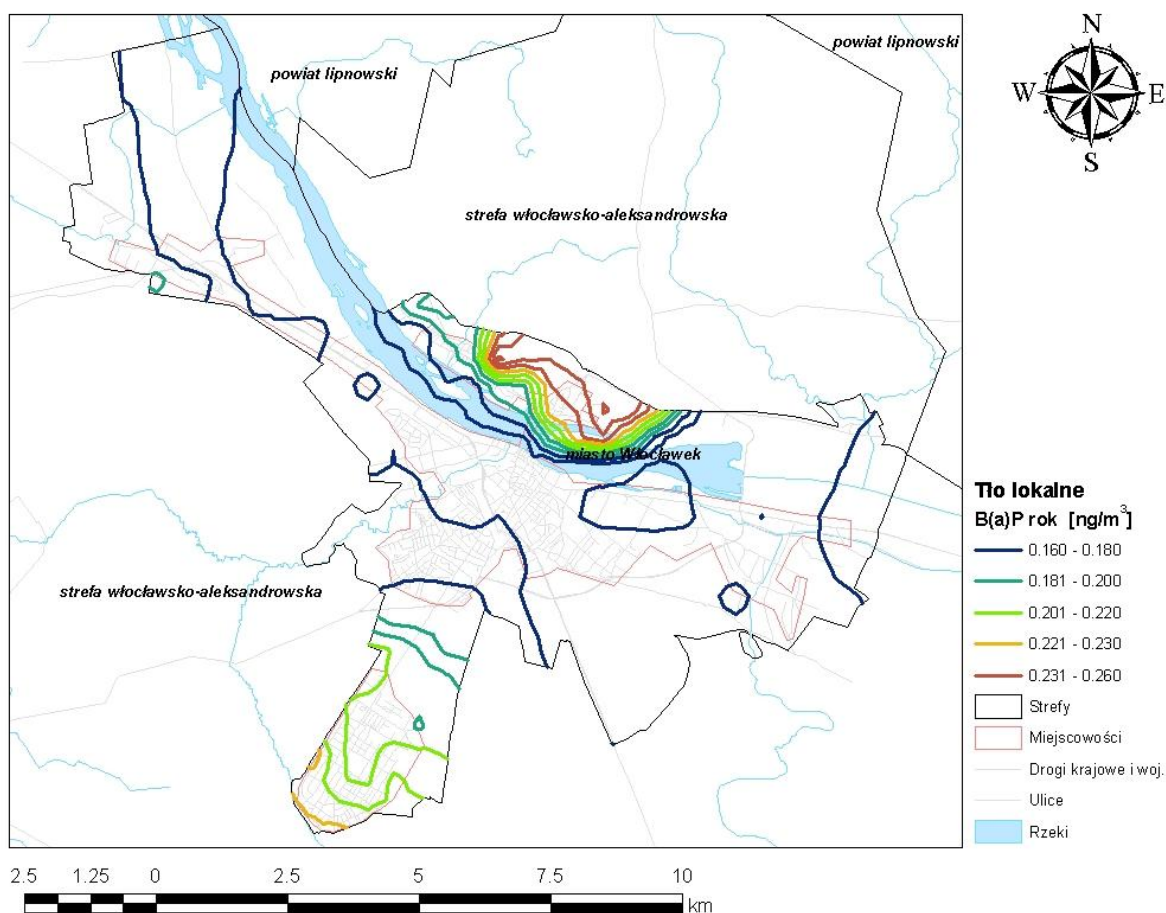 powiat lipnowski
powiat lipnowski
N
W
E
S
strefa włocławsko-aleksandrowska
miasto Włocławek
strefa włocławsko-aleksandrowska
Tło lokalne
B(a)P rok [ng/m³]
0.160 - 0.180
0.181 - 0.200
0.201 - 0.220
0.221 - 0.230
0.231 - 0.260
Strefy
Miejscowości
Drogi krajowe i woj.
Ulice
Rzeki
2.5 1.25 0 2.5 5 7.5 10
km